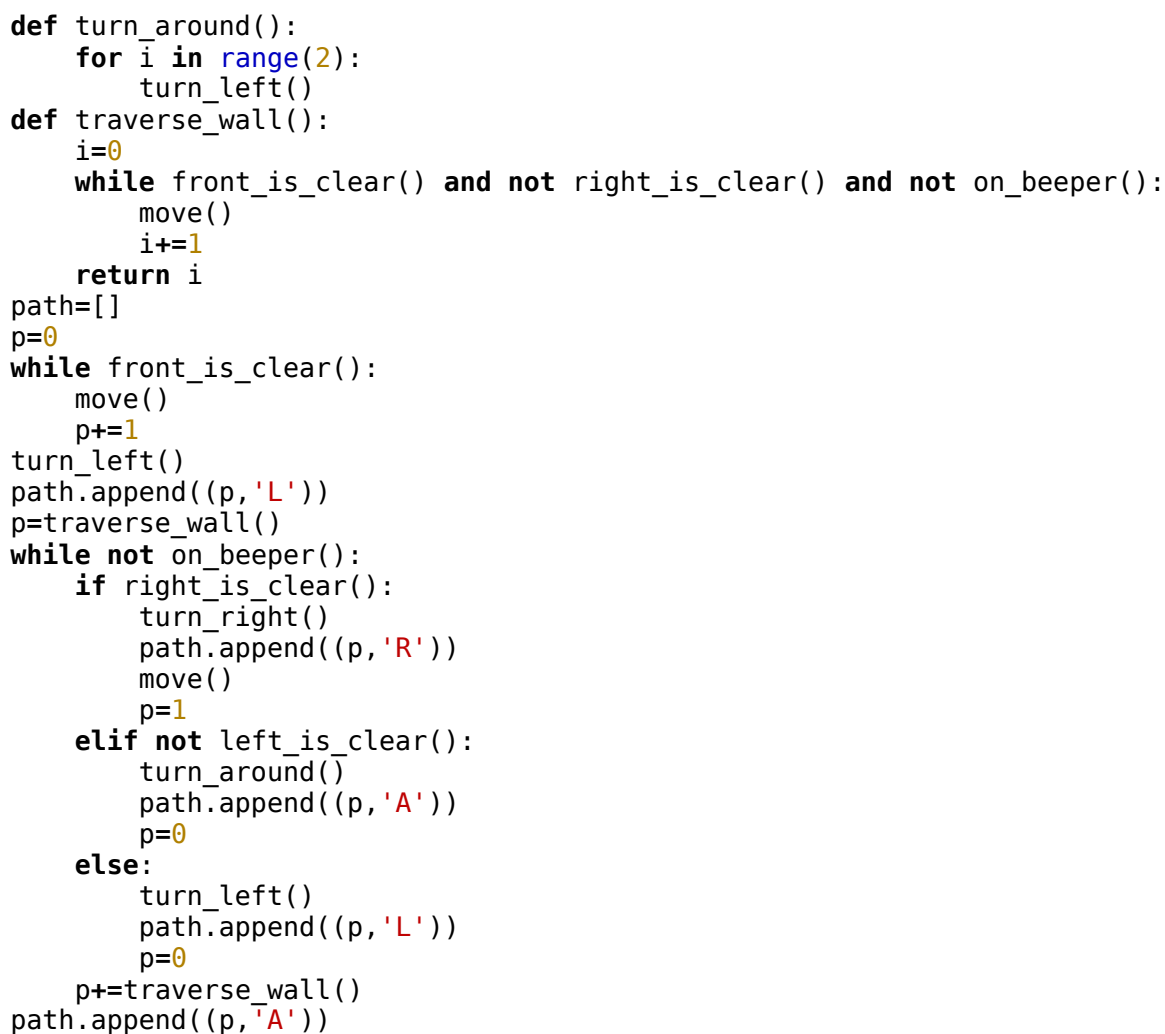 def turn_around():
    for i in range(2):
        turn_left()
def traverse_wall():
    i=0
    while front_is_clear() and not right_is_clear() and not on_beeper():
        move()
        i+=1
    return i
path=[]
p=0
while front_is_clear():
    move()
    p+=1
turn_left()
path.append((p,'L'))
p=traverse_wall()
while not on_beeper():
    if right_is_clear():
        turn_right()
        path.append((p,'R'))
        move()
        p=1
    elif not left_is_clear():
        turn_around()
        path.append((p,'A'))
        p=0
    else:
        turn_left()
        path.append((p,'L'))
        p=0
    p+=traverse_wall()
path.append((p,'A'))